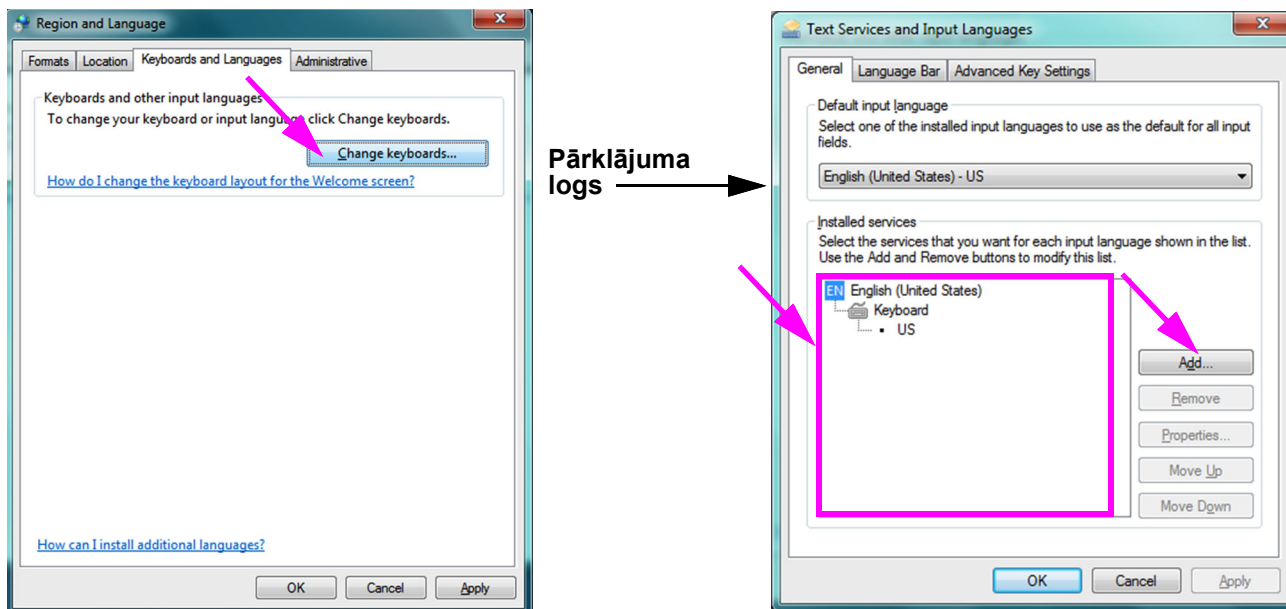 Region and Language
Formats Location Keyboards and Languages Administrative
Keyboards and other input languages
To change your keyboard or input language click Change keyboards.
Change keyboards...
How do I change the keyboard layout for the Welcome screen?
How can I install additional languages?
OK Cancel Apply
Pārklājuma
logs
Text Services and Input Languages
General Language Bar Advanced Key Settings
Default input language
Select one of the installed input languages to use as the default for all input
fields.
English (United States) - US
Installed services
Select the services that you want for each input language shown in the list.
Use the Add and Remove buttons to modify this list.
EN English (United States)
Keyboard
US
Add...
Remove
Properties...
Move Up
Move Down
OK Cancel Apply